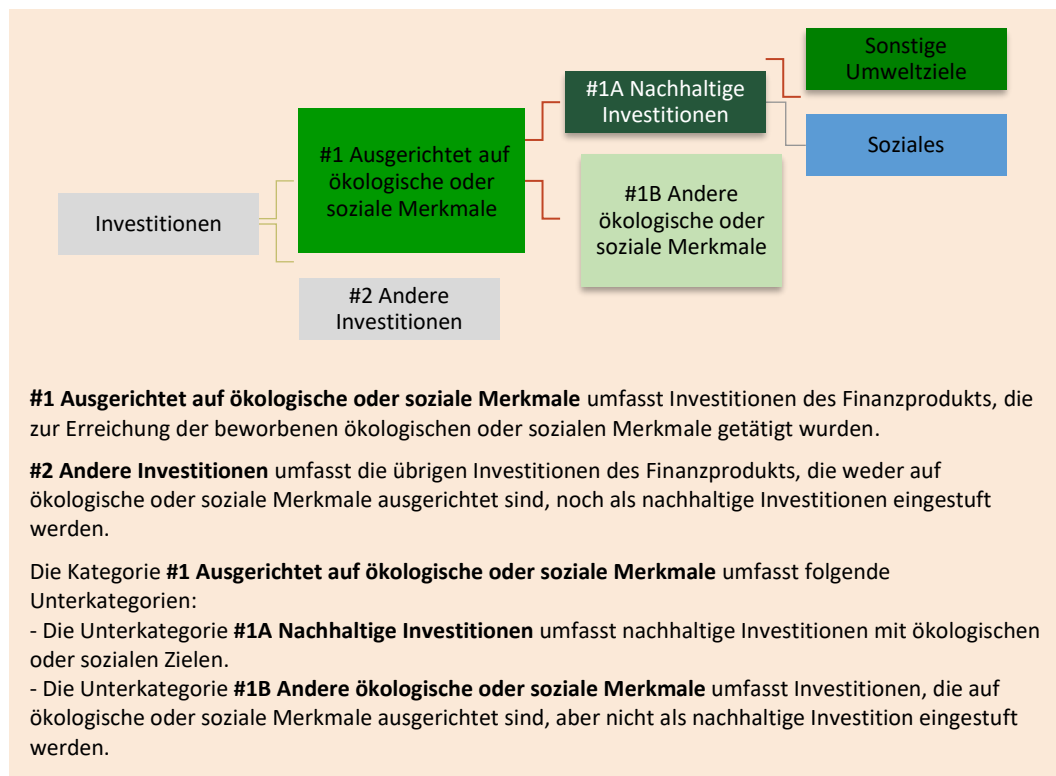 Sonstige
Umweltziele
#1A Nachhaltige
Investitionen
Soziales
#1 Ausgerichtet auf
ökologische oder
soziale Merkmale
#1B Andere
ökologische oder
soziale Merkmale
Investitionen
#2 Andere
Investitionen
#1 Ausgerichtet auf ökologische oder soziale Merkmale umfasst Investitionen des Finanzprodukts, die
zur Erreichung der beworbenen ökologischen oder sozialen Merkmale getätigt wurden.
#2 Andere Investitionen umfasst die übrigen Investitionen des Finanzprodukts, die weder auf
ökologische oder soziale Merkmale ausgerichtet sind, noch als nachhaltige Investitionen eingestuft
werden.
Die Kategorie #1 Ausgerichtet auf ökologische oder soziale Merkmale umfasst folgende
Unterkategorien:
- Die Unterkategorie #1A Nachhaltige Investitionen umfasst nachhaltige Investitionen mit ökologischen
oder sozialen Zielen.
- Die Unterkategorie #1B Andere ökologische oder soziale Merkmale umfasst Investitionen, die auf
ökologische oder soziale Merkmale ausgerichtet sind, aber nicht als nachhaltige Investition eingestuft
werden.